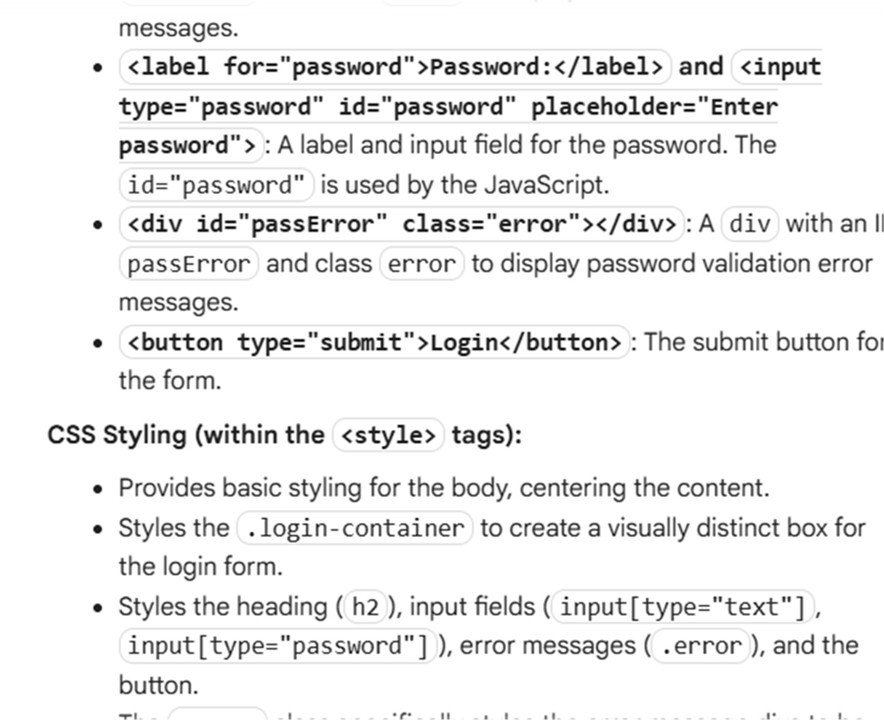 messages.
• <label for="password">Password:</label> and <input
type="password" id="password" placeholder="Enter
password">: A label and input field for the password. The
id="password" is used by the JavaScript.
• <div id="passError" class="error"></div>: A div with an
passError and class error to display password validation error
messages.
• <button type="submit">Login</button>: The submit button for
the form.
CSS Styling (within the <style> tags):
• Provides basic styling for the body, centering the content.
• Styles the .login-container to create a visually distinct box for
the login form.
• Styles the heading (h2), input fields (input[type="text"],
input[type="password"]), error messages (.error), and the
button.